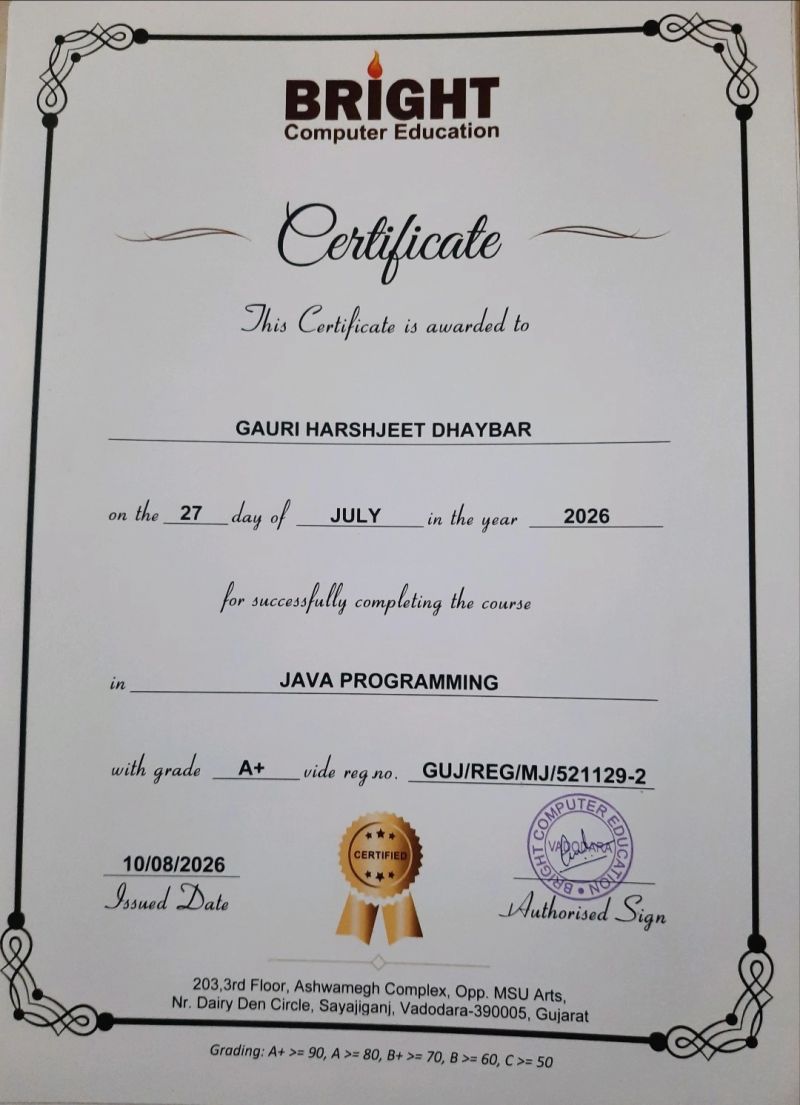 BRIGHT
Computer Education
Certificate
This Certificate is awarded to
GAURI HARSHJEET DHAYBAR
on the 27 day of JULY in the year 2026
for successfully completing the course
in JAVA PROGRAMMING
with grade A+ vide reg.no. GUJ/REG/MJ/521129-2
BRIGHT COMPUTER EDUCATION
VADODARA
CERTIFIED
10/08/2026
Issued Date
Authorised Sign
203,3rd Floor, Ashwamegh Complex, Opp. MSU Arts,
Nr. Dairy Den Circle, Sayajiganj, Vadodara-390005, Gujarat
Grading: A+ >= 90, A >= 80, B+ >= 70, B >= 60, C >= 50